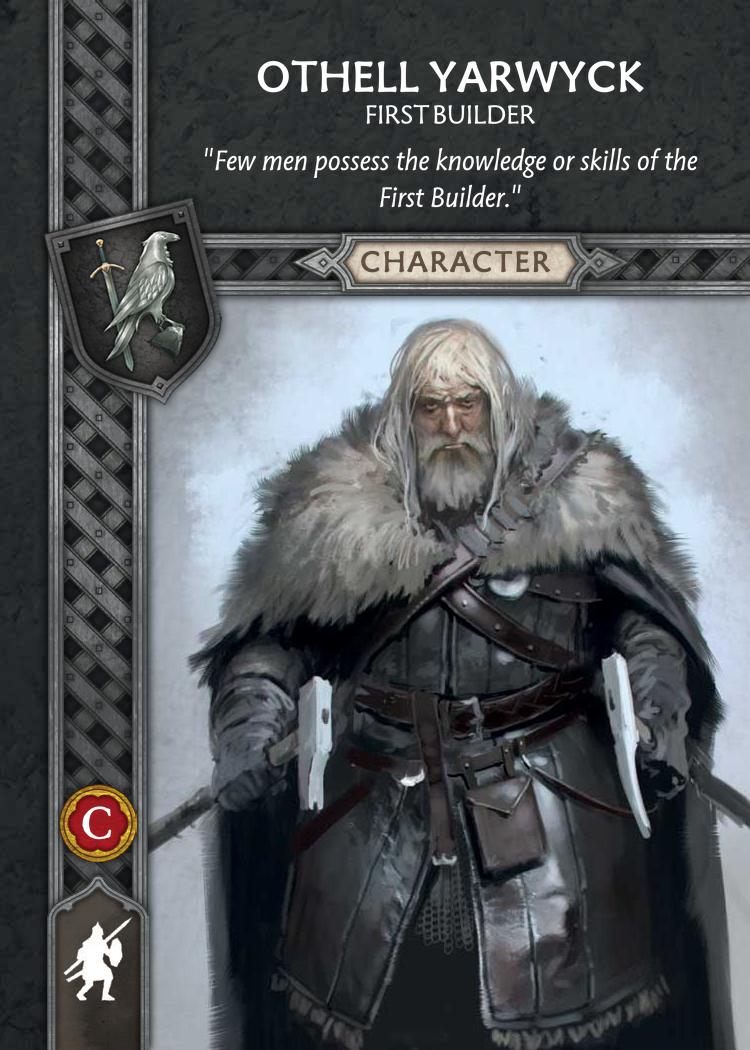 OTHELL YARWYCK
FIRST BUILDER
"Few men possess the knowledge or skills of the
First Builder."
CHARACTER
C